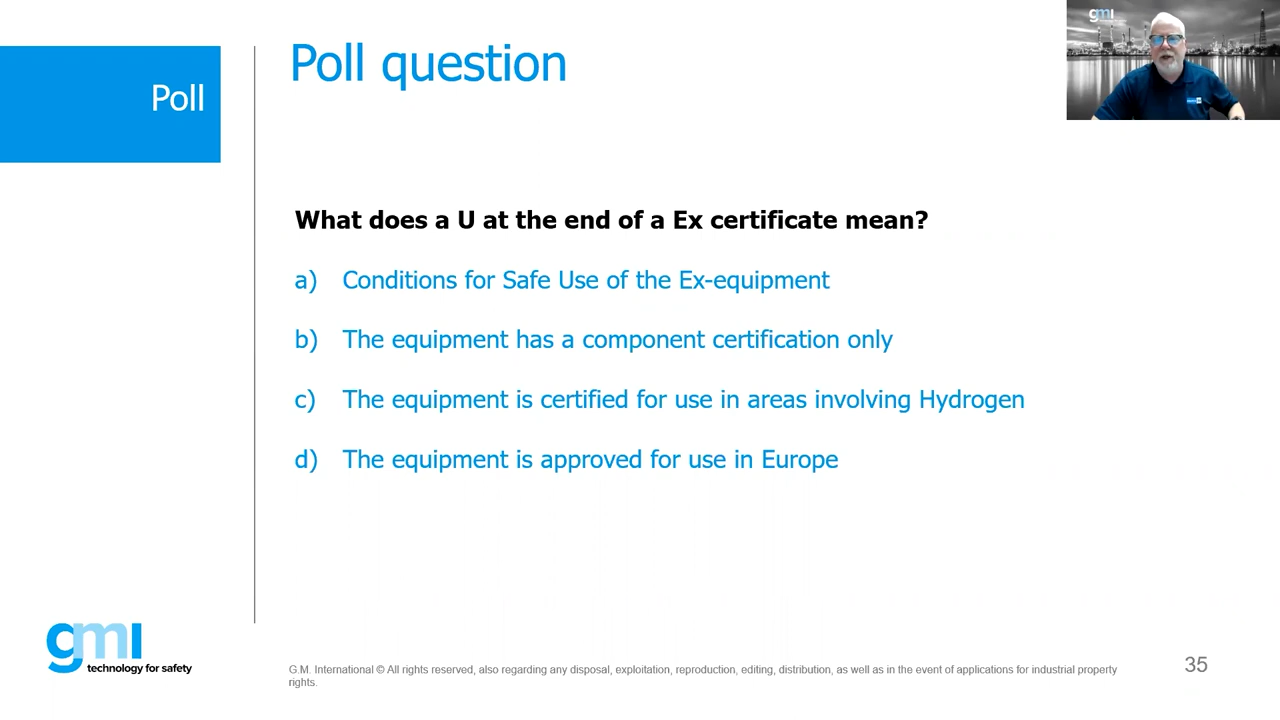 Poll
Poll question
gmi
What does a U at the end of a Ex certificate mean?
a) Conditions for Safe Use of the Ex-equipment
b) The equipment has a component certification only
c) The equipment is certified for use in areas involving Hydrogen
d) The equipment is approved for use in Europe
gmi
technology for safety
G.M. International © All rights reserved, also regarding any disposal, exploitation, reproduction, editing, distribution, as well as in the event of applications for industrial property
rights.
35